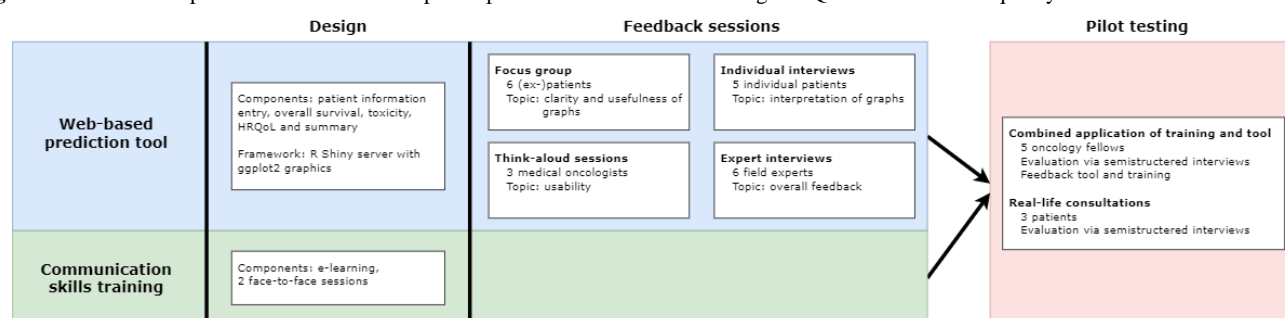 Design
Feedback sessions
Pilot testing
Web-based
prediction tool
Components: patient information
entry, overall survival, toxicity,
HRQoL and summary
Framework: R Shiny server with
ggplot2 graphics
Focus group
6 (ex-)patients
Topic: clarity and usefulness of
graphs
Individual interviews
5 individual patients
Topic: interpretation of graphs
Think-aloud sessions
3 medical oncologists
Topic: usability
Expert interviews
6 field experts
Topic: overall feedback
Combined application of training and tool
5 oncology fellows
Evaluation via semistructured interviews
Feedback tool and training
Real-life consultations
3 patients
Evaluation via semistructured interviews
Communication
skills training
Components: e-learning,
2 face-to-face sessions